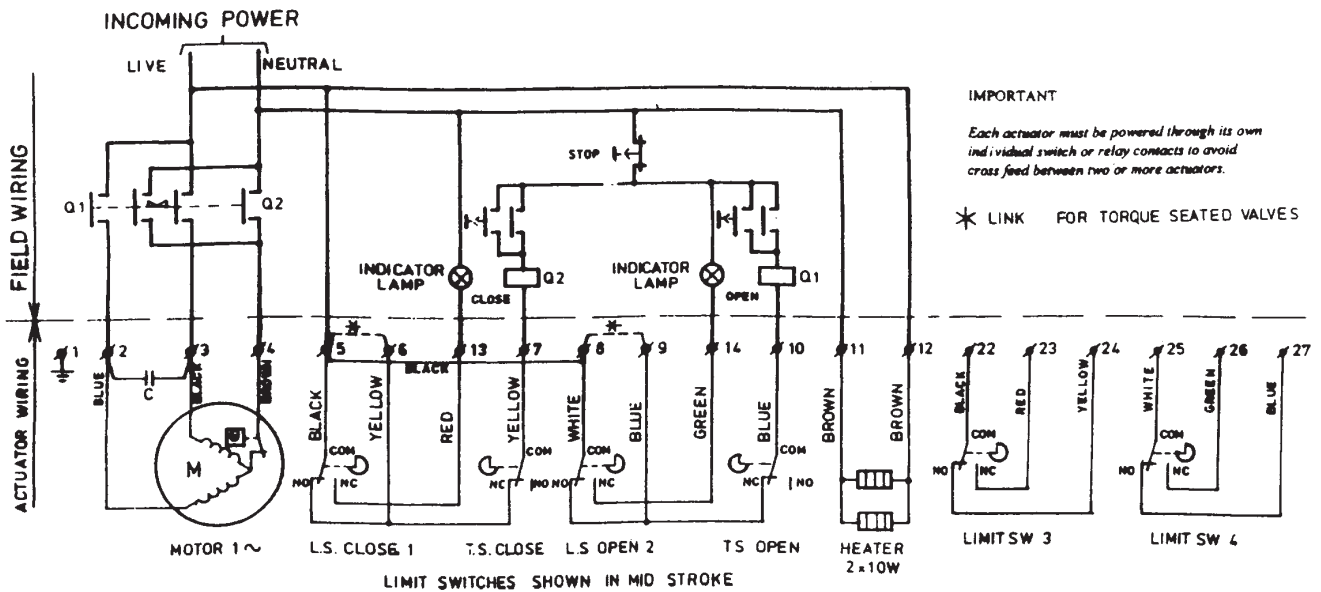 INCOMING POWER
LIVE
NEUTRAL
IMPORTANT
Each actuator must be powered through its own
individual switch or relay contacts to avoid
cross feed between two or more actuators.
STOP
FIELD WIRING
Q1
Q2
* LINK FOR TORQUE SEATED VALVES
INDICATOR
LAMP
CLOSE
Q2
INDICATOR
LAMP
OPEN
Q1
*
*
1 2 3 4 5 6 13 7 8 9 14 10 11 12 22 23 24 25 26 27
ACTUATOR WIRING
BLUE
C
BLACK
BROWN
BLACK
BLACK
YELLOW
RED
YELLOW
WHITE
BLUE
GREEN
BLUE
BROWN
BROWN
BLACK
RED
YELLOW
WHITE
GREEN
BLUE
M
COM
NO
NC
COM
NC
NO
COM
NO
NC
COM
NC
NO
COM
NO
NC
COM
NO
NC
MOTOR 1~
L.S. CLOSE 1
T.S. CLOSE
L.S OPEN 2
TS OPEN
HEATER
2 x 10W
LIMIT SW 3
LIMIT SW 4
LIMIT SWITCHES SHOWN IN MID STROKE